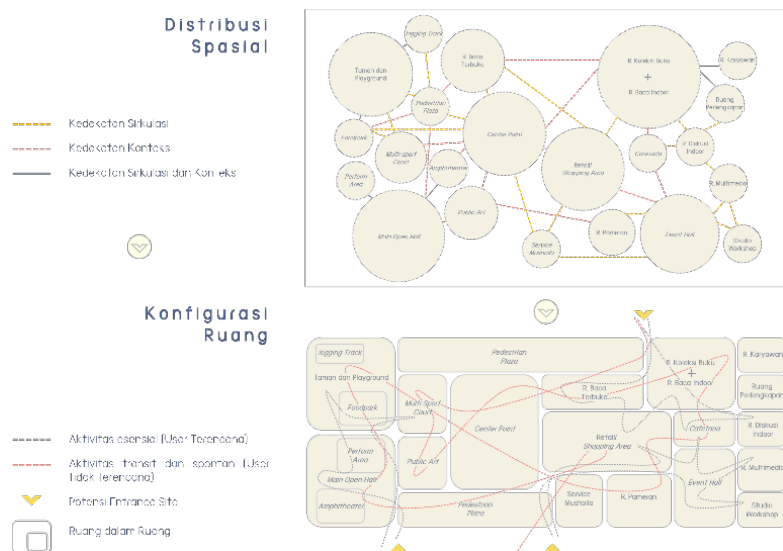 Distribusi
Spasial
Kedekatan Sirkulasi
Kedekatan Konteks
Kedekatan Sirkulasi dan Konteks
Jogging Track
R. Baca
Terbuka
Taman dan
Playground
Pedestrian
Plaza
Foodpark
Multi sport
Court
Amphitheater
Perform
Area
Main Open Hall
Public Art
Center Point
Retail/
Shopping Area
Service
Mushalla
R. Pameran
R. Koleksi Buku
+
R. Baca Indoor
R. Karyawan
Ruang
Perlengkapan
Cafetaria
R. Diskusi
Indoor
R. Multimedia
Event Hall
Studio
Workshop
Konfigurasi
Ruang
Aktivitas esensial (User Terencana)
Aktivitas transit dan spontan (User
Tidak Terencana)
Potensi Entrance Site
Ruang dalam Ruang
Jogging Track
Taman dan Playground
Foodpark
Perform
Area
Main Open Hall
Amphitheater
Pedestrian
Plaza
Multi Sport
Court
Public Art
Center Point
R. Baca
Terbuka
Retail/
Shopping Area
Pedestrian
Plaza
Service
Mushalla
R. Pameran
R. Koleksi Buku
+
R. Baca Indoor
Cafetaria
Event Hall
R. Karyawan
Ruang
Perlengkapan
R. Diskusi
Indoor
R. Multimedia
Studio
Workshop